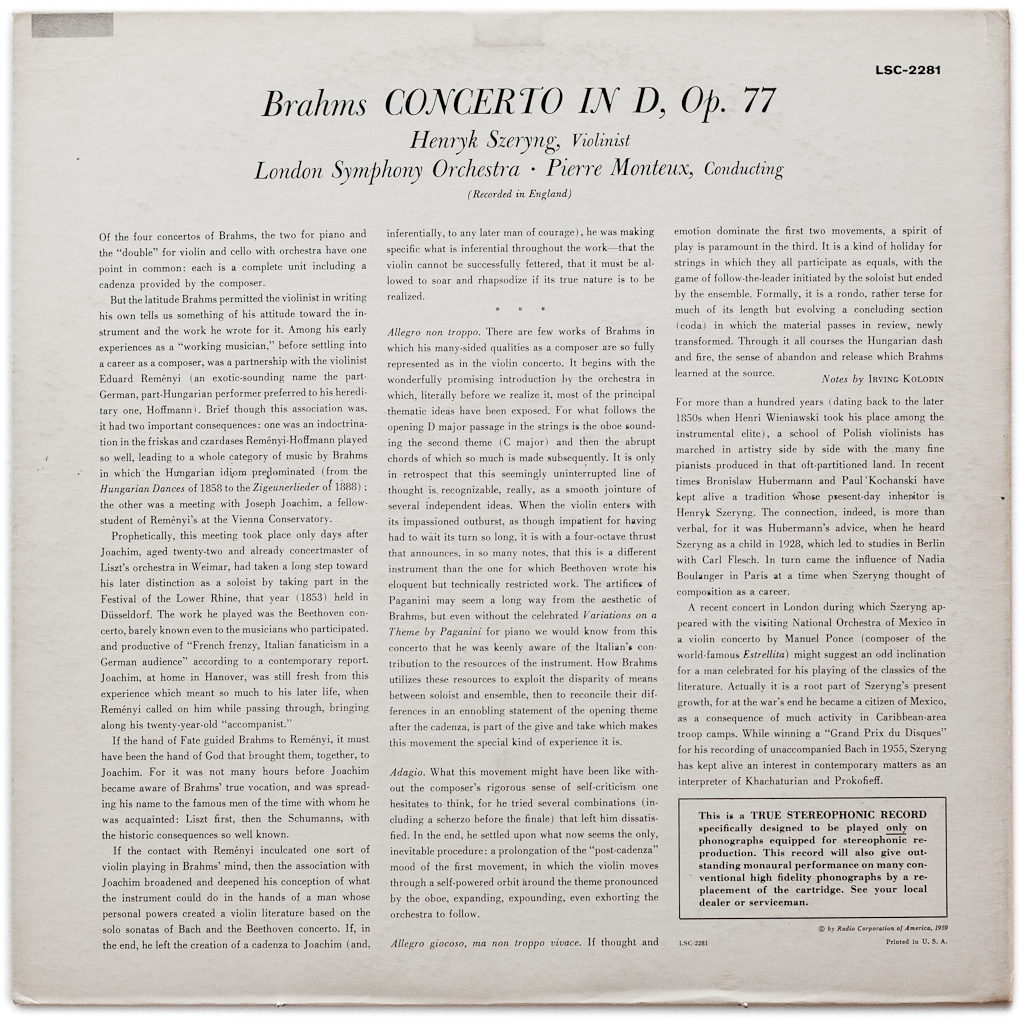 LSC-2281
Brahms CONCERTO IN D, Op. 77
Henryk Szeryng, Violinist
London Symphony Orchestra · Pierre Monteux, Conducting
(Recorded in England)
Of the four concertos of Brahms, the two for piano and
the “double” for violin and cello with orchestra have one
point in common: each is a complete unit including a
cadenza provided by the composer.
But the latitude Brahms permitted the violinist in writing
his own tells us something of his attitude toward the in-
strument and the work he wrote for it. Among his early
experiences as a “working musician,” before settling into
a career as a composer, was a partnership with the violinist
Eduard Reményi (an exotic-sounding name the part-
German, part-Hungarian performer preferred to his heredi-
tary one, Hoffmann). Brief though this association was,
it had two important consequences: one was an indoctrina-
tion in the friskas and czardases Reményi-Hoffmann played
so well, leading to a whole category of music by Brahms
in which the Hungarian idiom predominated (from the
Hungarian Dances of 1858 to the Zigeunerlieder of 1888) ;
the other was a meeting with Joseph Joachim, a fellow-
student of Reményi’s at the Vienna Conservatory.
Prophetically, this meeting took place only days after
Joachim, aged twenty-two and already concertmaster of
Liszt’s orchestra in Weimar, had taken a long step toward
his later distinction as a soloist by taking part in the
Festival of the Lower Rhine, that year (1853) held in
Düsseldorf. The work he played was the Beethoven con-
certo, barely known even to the musicians who participated,
and productive of “French frenzy, Italian fanaticism in a
German audience” according to a contemporary report.
Joachim, at home in Hanover, was still fresh from this
experience which meant so much to his later life, when
Reményi called on him while passing through, bringing
along his twenty-year-old “accompanist.”
If the hand of Fate guided Brahms to Reményi, it must
have been the hand of God that brought them, together, to
Joachim. For it was not many hours before Joachim
became aware of Brahms’ true vocation, and was spread-
ing his name to the famous men of the time with whom he
was acquainted: Liszt first, then the Schumanns, with
the historic consequences so well known.
If the contact with Reményi inculcated one sort of
violin playing in Brahms’ mind, then the association with
Joachim broadened and deepened his conception of what
the instrument could do in the hands of a man whose
personal powers created a violin literature based on the
solo sonatas of Bach and the Beethoven concerto. If, in
the end, he left the creation of a cadenza to Joachim (and,
inferentially, to any later man of courage), he was making
specific what is inferential throughout the work—that the
violin cannot be successfully fettered, that it must be al-
lowed to soar and rhapsodize if its true nature is to be
realized.
* * *
Allegro non troppo. There are few works of Brahms in
which his many-sided qualities as a composer are so fully
represented as in the violin concerto. It begins with the
wonderfully promising introduction by the orchestra in
which, literally before we realize it, most of the principal
thematic ideas have been exposed. For what follows the
opening D major passage in the strings is the oboe sound-
ing the second theme (C major) and then the abrupt
chords of which so much is made subsequently. It is only
in retrospect that this seemingly uninterrupted line of
thought is recognizable, really, as a smooth jointure of
several independent ideas. When the violin enters with
its impassioned outburst, as though impatient for having
had to wait its turn so long, it is with a four-octave thrust
that announces, in so many notes, that this is a different
instrument than the one for which Beethoven wrote his
eloquent but technically restricted work. The artifices of
Paganini may seem a long way from the aesthetic of
Brahms, but even without the celebrated Variations on a
Theme by Paganini for piano we would know from this
concerto that he was keenly aware of the Italian’s con-
tribution to the resources of the instrument. How Brahms
utilizes these resources to exploit the disparity of means
between soloist and ensemble, then to reconcile their dif-
ferences in an ennobling statement of the opening theme
after the cadenza, is part of the give and take which makes
this movement the special kind of experience it is.
Adagio. What this movement might have been like with-
out the composer’s rigorous sense of self-criticism one
hesitates to think, for he tried several combinations (in-
cluding a scherzo before the finale) that left him dissatis-
fied. In the end, he settled upon what now seems the only,
inevitable procedure: a prolongation of the “post-cadenza”
mood of the first movement, in which the violin moves
through a self-powered orbit around the theme pronounced
by the oboe, expanding, expounding, even exhorting the
orchestra to follow.
Allegro giocoso, ma non troppo vivace. If thought and
emotion dominate the first two movements, a spirit of
play is paramount in the third. It is a kind of holiday for
strings in which they all participate as equals, with the
game of follow-the-leader initiated by the soloist but ended
by the ensemble. Formally, it is a rondo, rather terse for
much of its length but evolving a concluding section
(coda) in which the material passes in review, newly
transformed. Through it all courses the Hungarian dash
and fire, the sense of abandon and release which Brahms
learned at the source.
Notes by IRVING KOLODIN
For more than a hundred years (dating back to the later
1850s when Henri Wieniawski took his place among the
instrumental elite), a school of Polish violinists has
marched in artistry side by side with the many fine
pianists produced in that oft-partitioned land. In recent
times Bronislaw Hubermann and Paul Kochanski have
kept alive a tradition whose present-day inheritor is
Henryk Szeryng. The connection, indeed, is more than
verbal, for it was Hubermann’s advice, when he heard
Szeryng as a child in 1928, which led to studies in Berlin
with Carl Flesch. In turn came the influence of Nadia
Boulanger in Paris at a time when Szeryng thought of
composition as a career.
A recent concert in London during which Szeryng ap-
peared with the visiting National Orchestra of Mexico in
a violin concerto by Manuel Ponce (composer of the
world-famous Estrellita) might suggest an odd inclination
for a man celebrated for his playing of the classics of the
literature. Actually it is a root part of Szeryng’s present
growth, for at the war’s end he became a citizen of Mexico,
as a consequence of much activity in Caribbean-area
troop camps. While winning a “Grand Prix du Disques”
for his recording of unaccompanied Bach in 1955, Szeryng
has kept alive an interest in contemporary matters as an
interpreter of Khachaturian and Prokofieff.
This is a TRUE STEREOPHONIC RECORD
specifically designed to be played only on
phonographs equipped for stereophonic re-
production. This record will also give out-
standing monaural performance on many con-
ventional high fidelity phonographs by a re-
placement of the cartridge. See your local
dealer or serviceman.
© by Radio Corporation of America, 1959
LSC-2281
Printed in U. S. A.